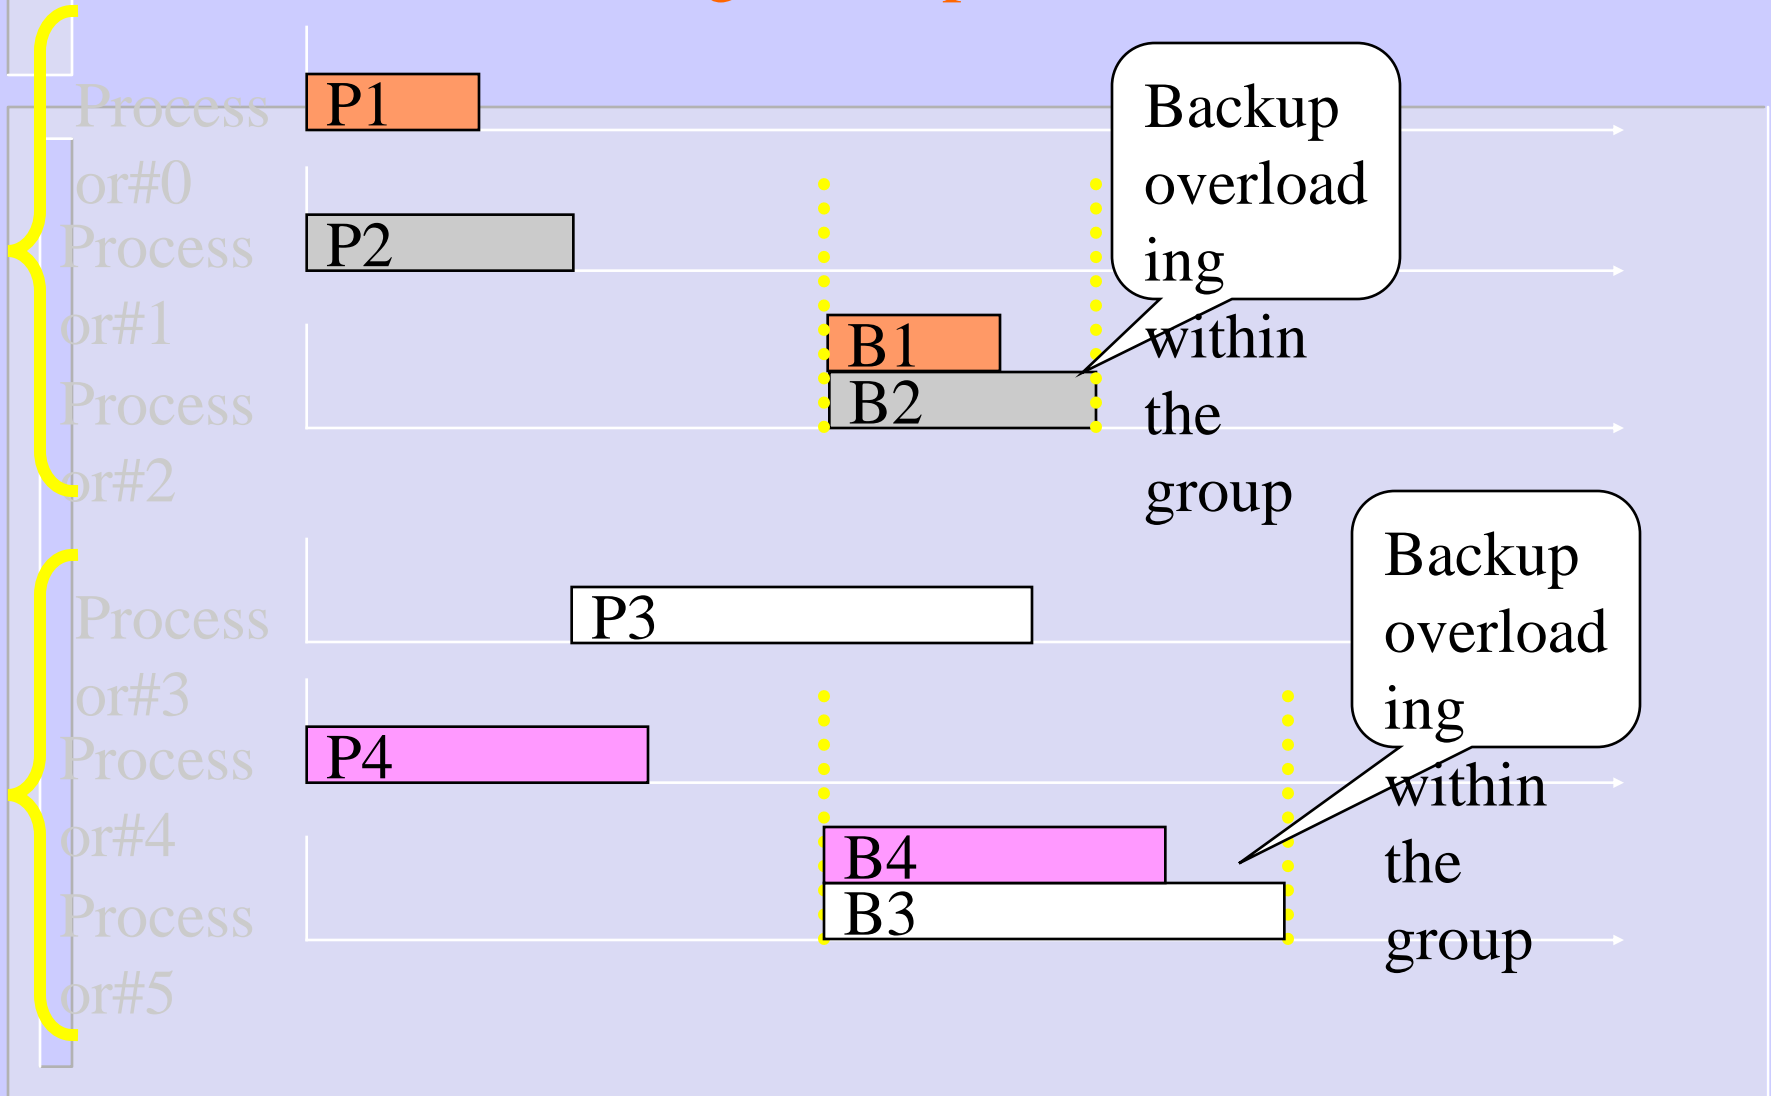 Process
or#0
P1
Process
or#1
P2
Process
or#2
B1
B2
Backup
overload
ing
within
the
group
Process
or#3
P3
Process
or#4
P4
Process
or#5
B4
B3
Backup
overload
ing
within
the
group